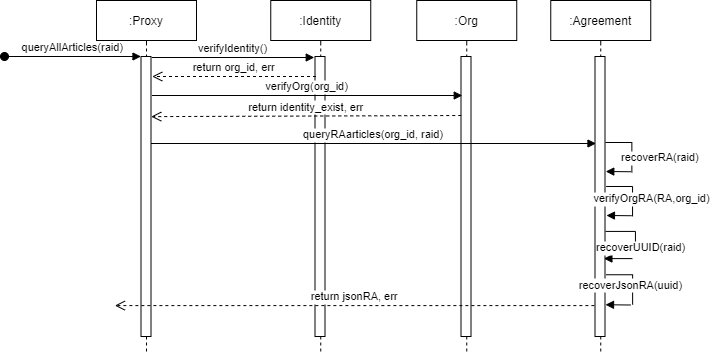 :Proxy
:Identity
:Org
:Agreement
queryAllArticles(raid)
verifyIdentity()
return org_id, err
verifyOrg(org_id)
return identity_exist, err
queryRAarticles(org_id, raid)
recoverRA(raid)
verifyOrgRA(RA,org_id)
recoverUUID(raid)
recoverJsonRA(uuid)
return jsonRA, err